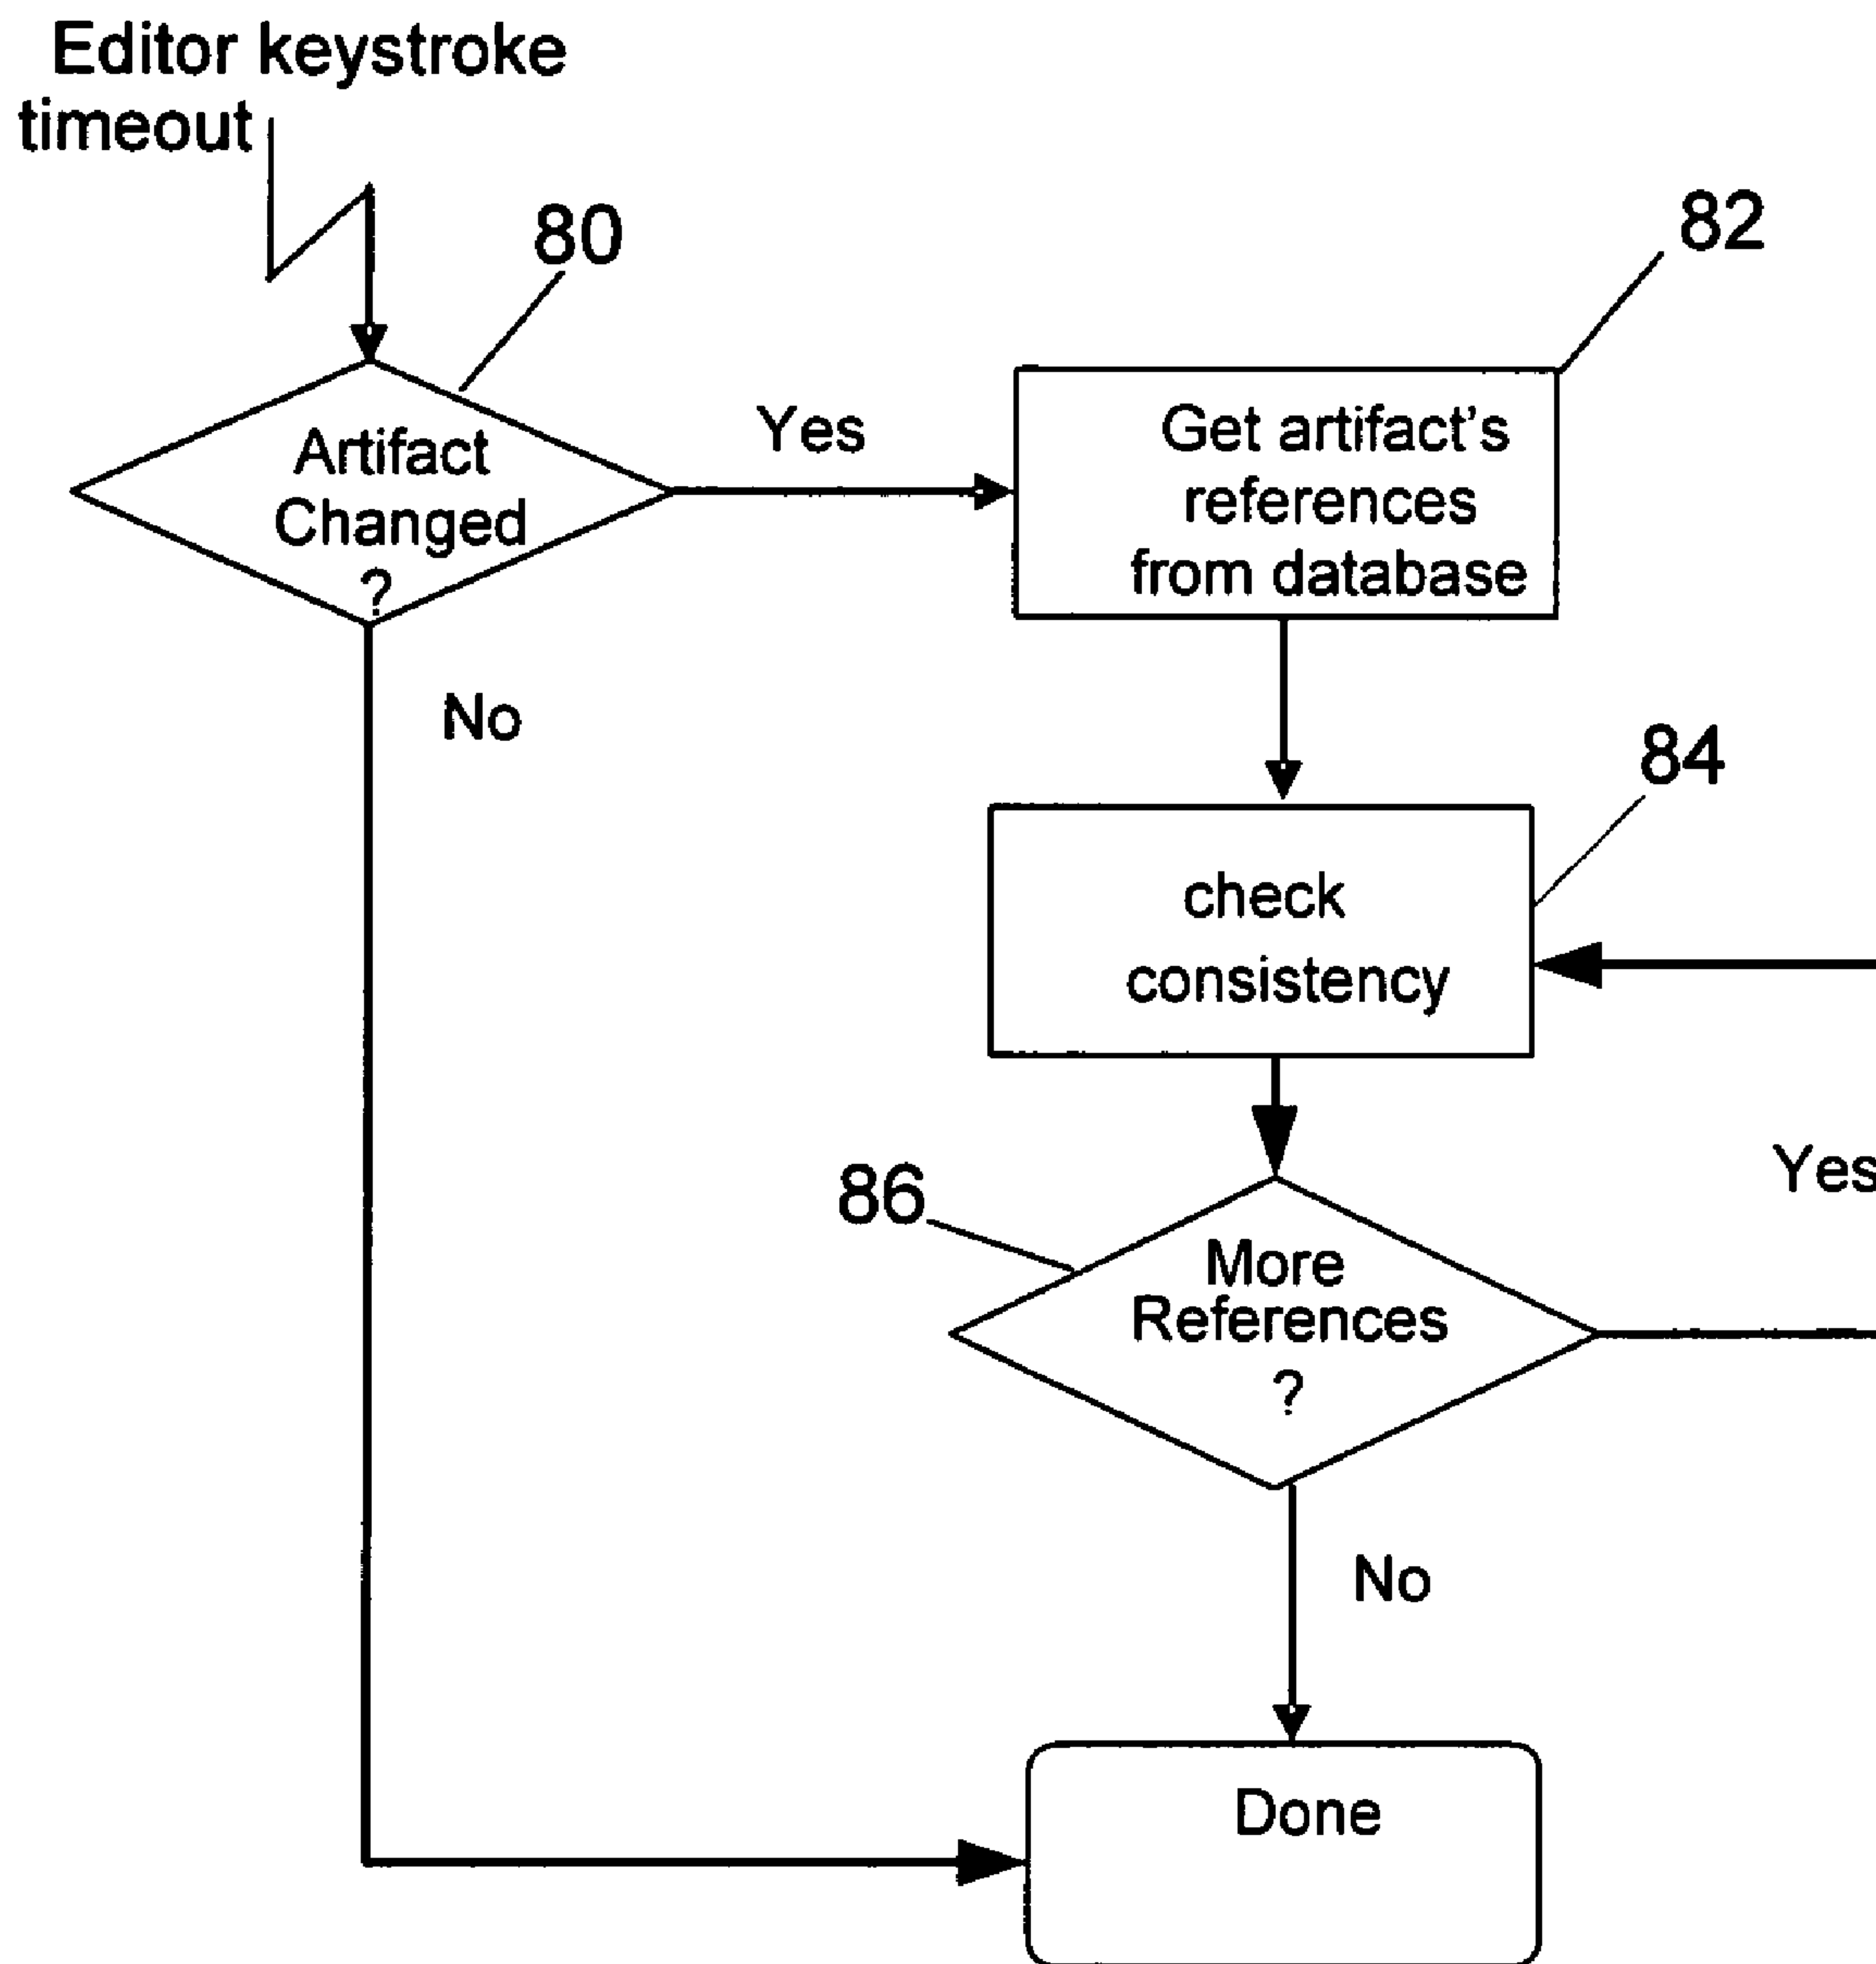 Editor keystroke
timeout
80
82
Artifact
Changed
?
Yes
Get artifact's
references
from database
No
84
check
consistency
86
Yes
More
References
?
No
Done